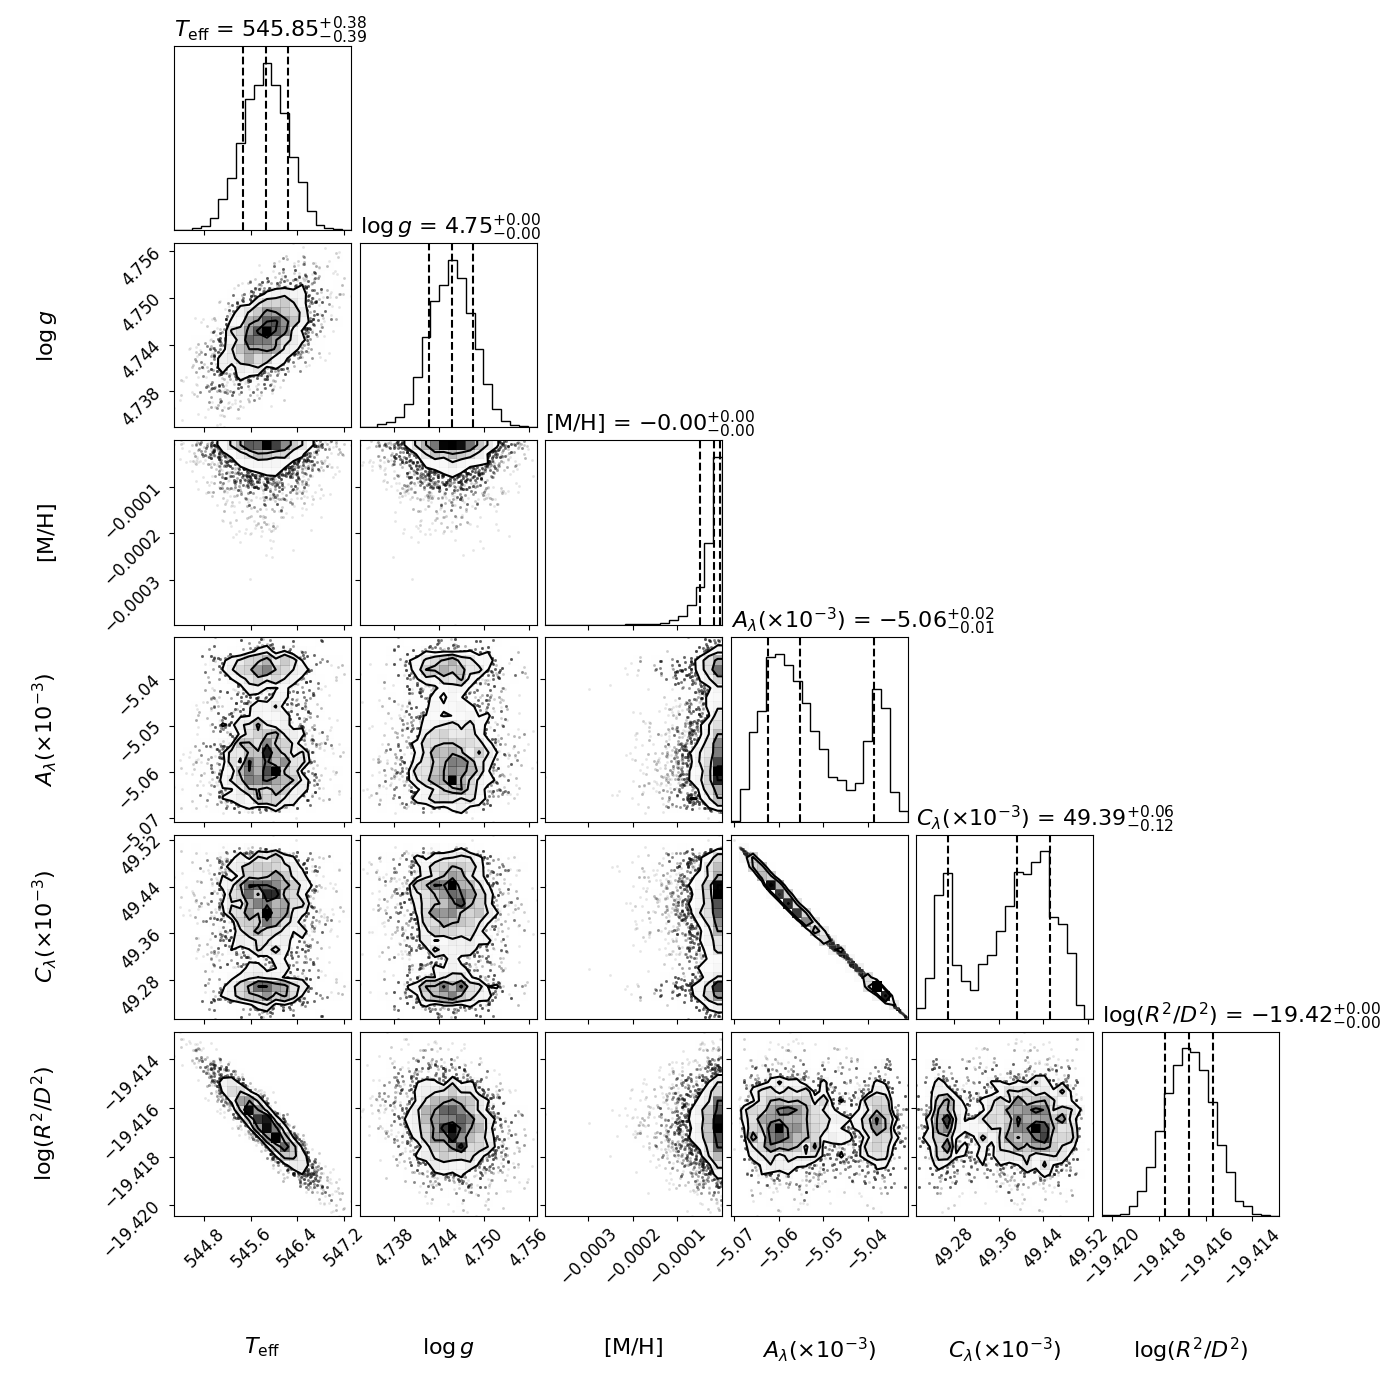 T_eff = 545.85 +0.38 −0.39
log g = 4.75 +0.00 −0.00
4.756
4.750
4.744
4.738
log g
[M/H] = −0.00 +0.00 −0.00
−0.0001
−0.0002
−0.0003
[M/H]
A_λ(×10⁻³) = −5.06 +0.02 −0.01
−5.04
−5.05
−5.06
−5.07
A_λ(×10⁻³)
C_λ(×10⁻³) = 49.39 +0.06 −0.12
49.52
49.44
49.36
49.28
C_λ(×10⁻³)
log(R²/D²) = −19.42 +0.00 −0.00
−19.414
−19.416
−19.418
−19.420
log(R²/D²)
544.8 545.6 546.4 547.2
4.738 4.744 4.750 4.756
−0.0003 −0.0002 −0.0001
−5.07 −5.06 −5.05 −5.04
49.28 49.36 49.44 49.52
−19.420 −19.418 −19.416 −19.414
T_eff log g [M/H] A_λ(×10⁻³) C_λ(×10⁻³) log(R²/D²)